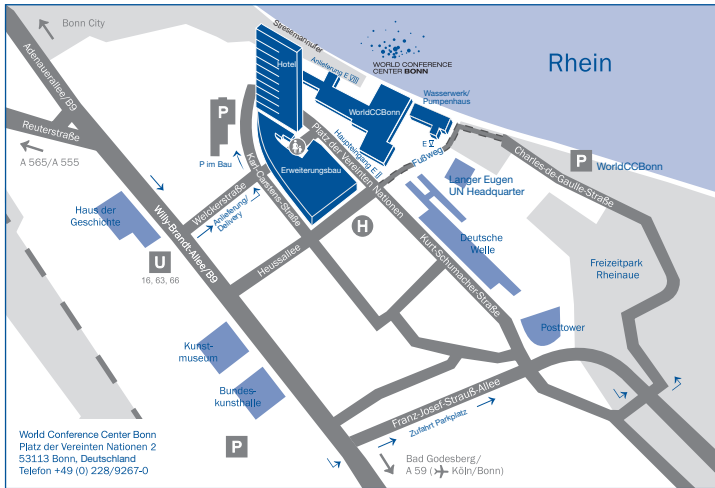 Bonn City
Stresemannufer
Adenauerallee/B9
Hotel
Anlieferung E VIII
WORLD CONFERENCE
CENTER BONN
Rhein
Wasserwerk/
Pumpenhaus
WorldCCBonn
E V
Reuterstraße
A 565/A 555
P
P im Bau
Platz der Vereinten Nationen
Haupteingang E II
Fußweg
Erweiterungsbau
Charles-de-Gaulle-Straße
P
WorldCCBonn
Langer Eugen
UN Headquarter
Karl-Carstens-Straße
Welckerstraße
Anlieferung/
Delivery
Haus der
Geschichte
Willy-Brandt-Allee/B9
H
Heussallee
U
16, 63, 66
Deutsche
Welle
Kurt-Schumacher-Straße
Freizeitpark
Rheinaue
Posttower
Kunst-
museum
Bundes-
kunsthalle
Franz-Josef-Strauß-Allee
Zufahrt Parkplatz
P
World Conference Center Bonn
Platz der Vereinten Nationen 2
53113 Bonn, Deutschland
Telefon +49 (0) 228/9267-0
Bad Godesberg/
A 59 ( Köln/Bonn)